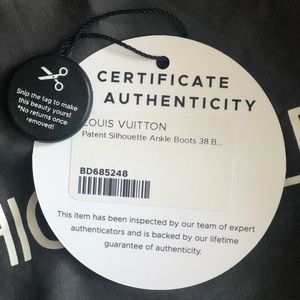 CERTIFICATE
AUTHENTICITY
Snip the tag to make
this beauty yours!
*No returns once
removed!
LOUIS VUITTON
Patent Silhouette Ankle Boots 38 B...
BD685248
This item has been inspected by our team of expert
authenticators and is backed by our lifetime
guarantee of authenticity.